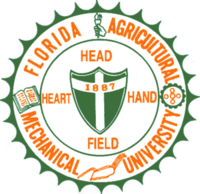 FLORIDA AGRICULTURAL
MECHANICAL UNIVERSITY
HEAD
1887
HEART
HAND
FIELD